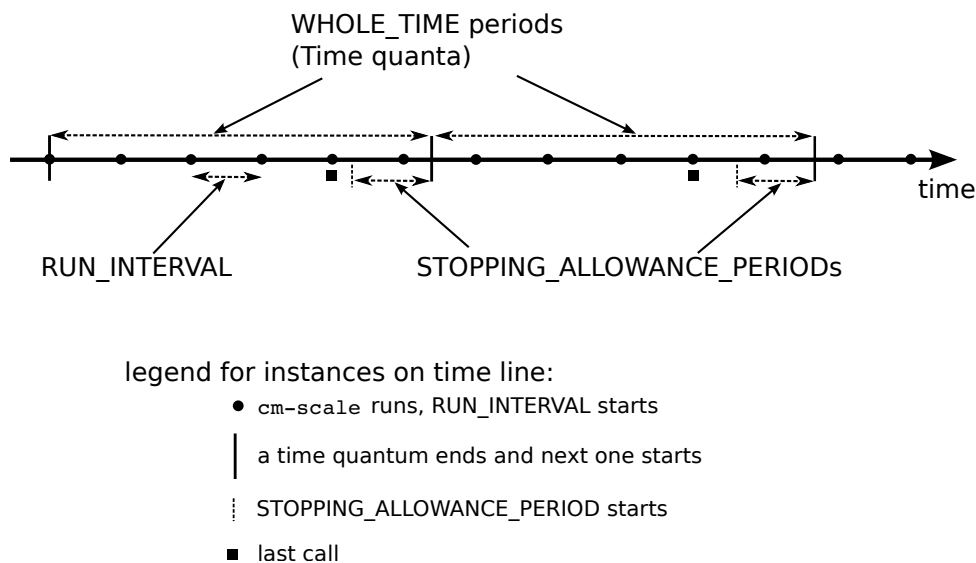 WHOLE_TIME periods
(Time quanta)
time
RUN_INTERVAL
STOPPING_ALLOWANCE_PERIODs
legend for instances on time line:
cm-scale runs, RUN_INTERVAL starts
a time quantum ends and next one starts
STOPPING_ALLOWANCE_PERIOD starts
last call